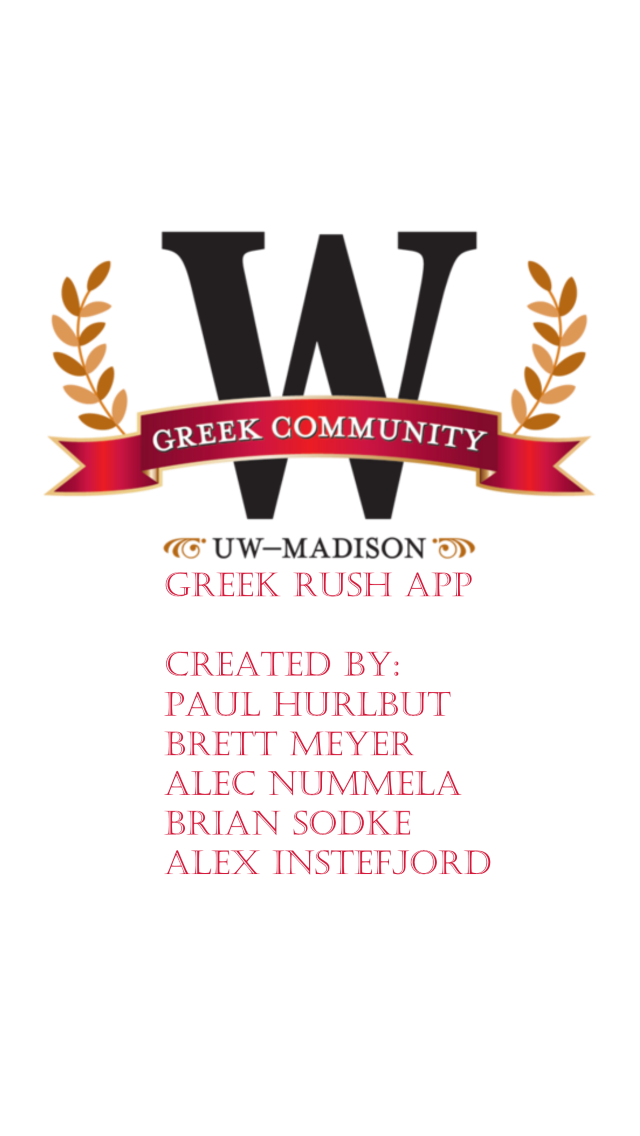 W
GREEK COMMUNITY
UW–MADISON
GREEK RUSH APP
CREATED BY:
PAUL HURLBUT
BRETT MEYER
ALEC NUMMELA
BRIAN SODKE
ALEX INSTEFJORD